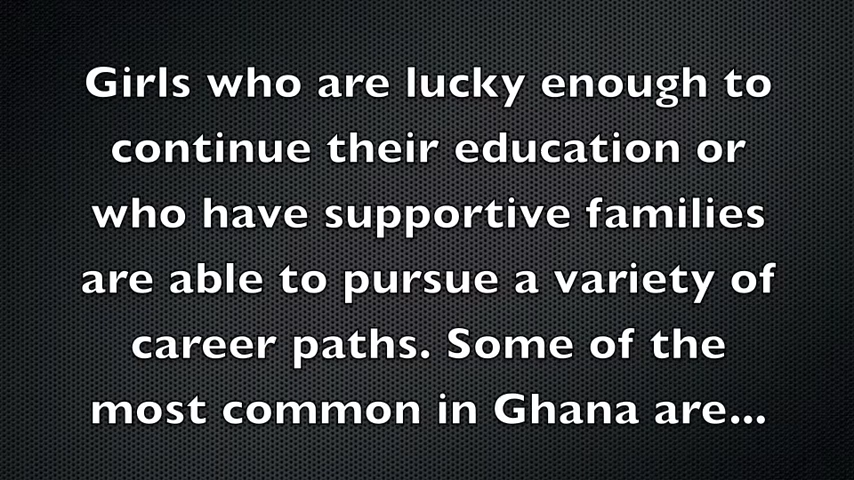 Girls who are lucky enough to
continue their education or
who have supportive families
are able to pursue a variety of
career paths. Some of the
most common in Ghana are...